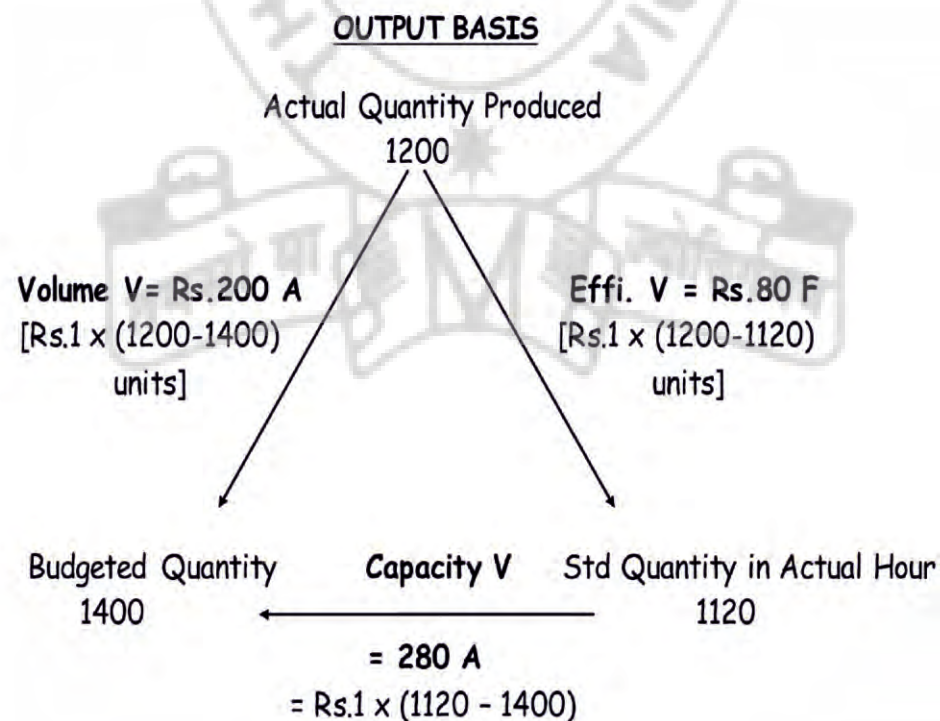 OUTPUT BASIS
Actual Quantity Produced
1200
Volume V= Rs.200 A
[Rs.1 x (1200-1400)
units]
Effi. V = Rs.80 F
[Rs.1 x (1200-1120)
units]
Budgeted Quantity
1400
Capacity V
Std Quantity in Actual Hour
1120
= 280 A
= Rs.1 x (1120 - 1400)